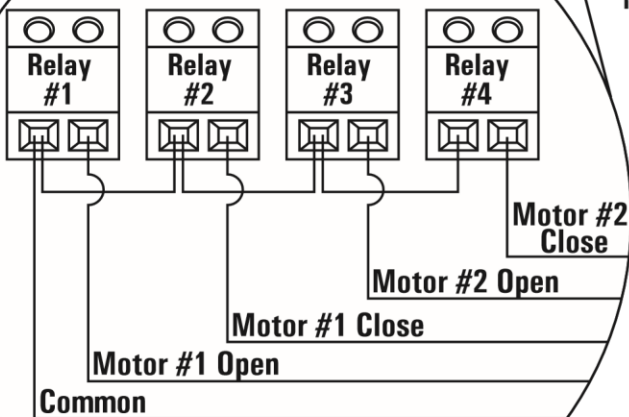 Relay
#1
Relay
#2
Relay
#3
Relay
#4
Motor #2
Close
Motor #2 Open
Motor #1 Close
Motor #1 Open
Common